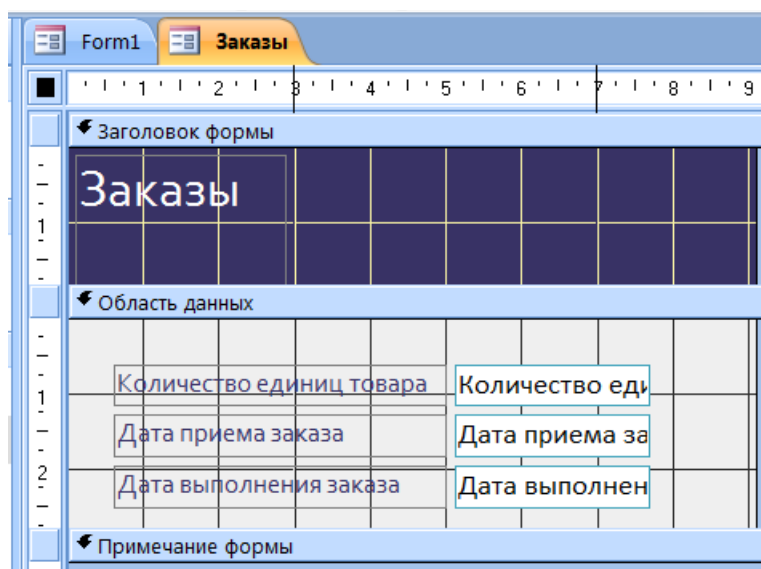 Form1 Заказы
1 2 3 4 5 6 7 8 9
Заголовок формы
Заказы
1
Область данных
Количество единиц товара Количество еди
1
Дата приема заказа Дата приема за
2
Дата выполнения заказа Дата выполнен
Примечание формы